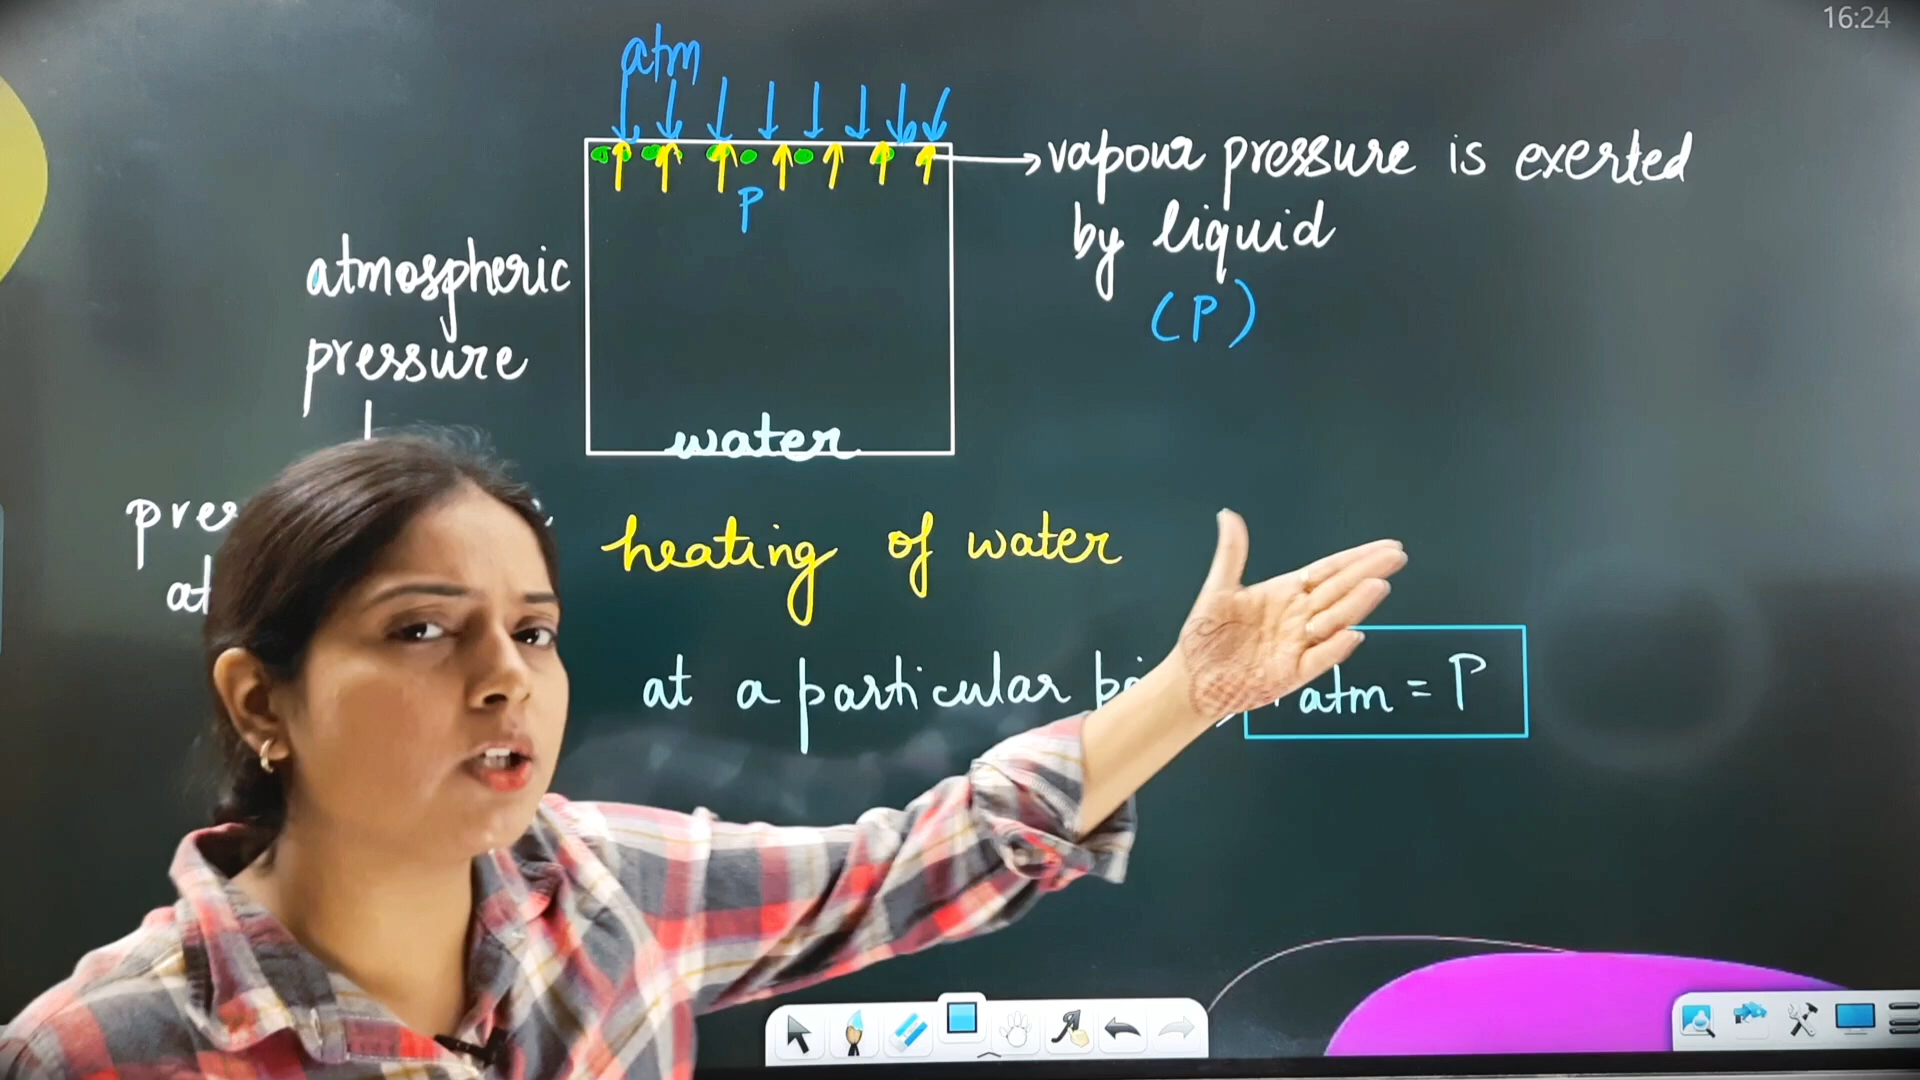 16:24
atm
vapour pressure is exerted
by liquid
(P)
P
atmospheric
pressure
water
heating of water
at a particular
atm = P